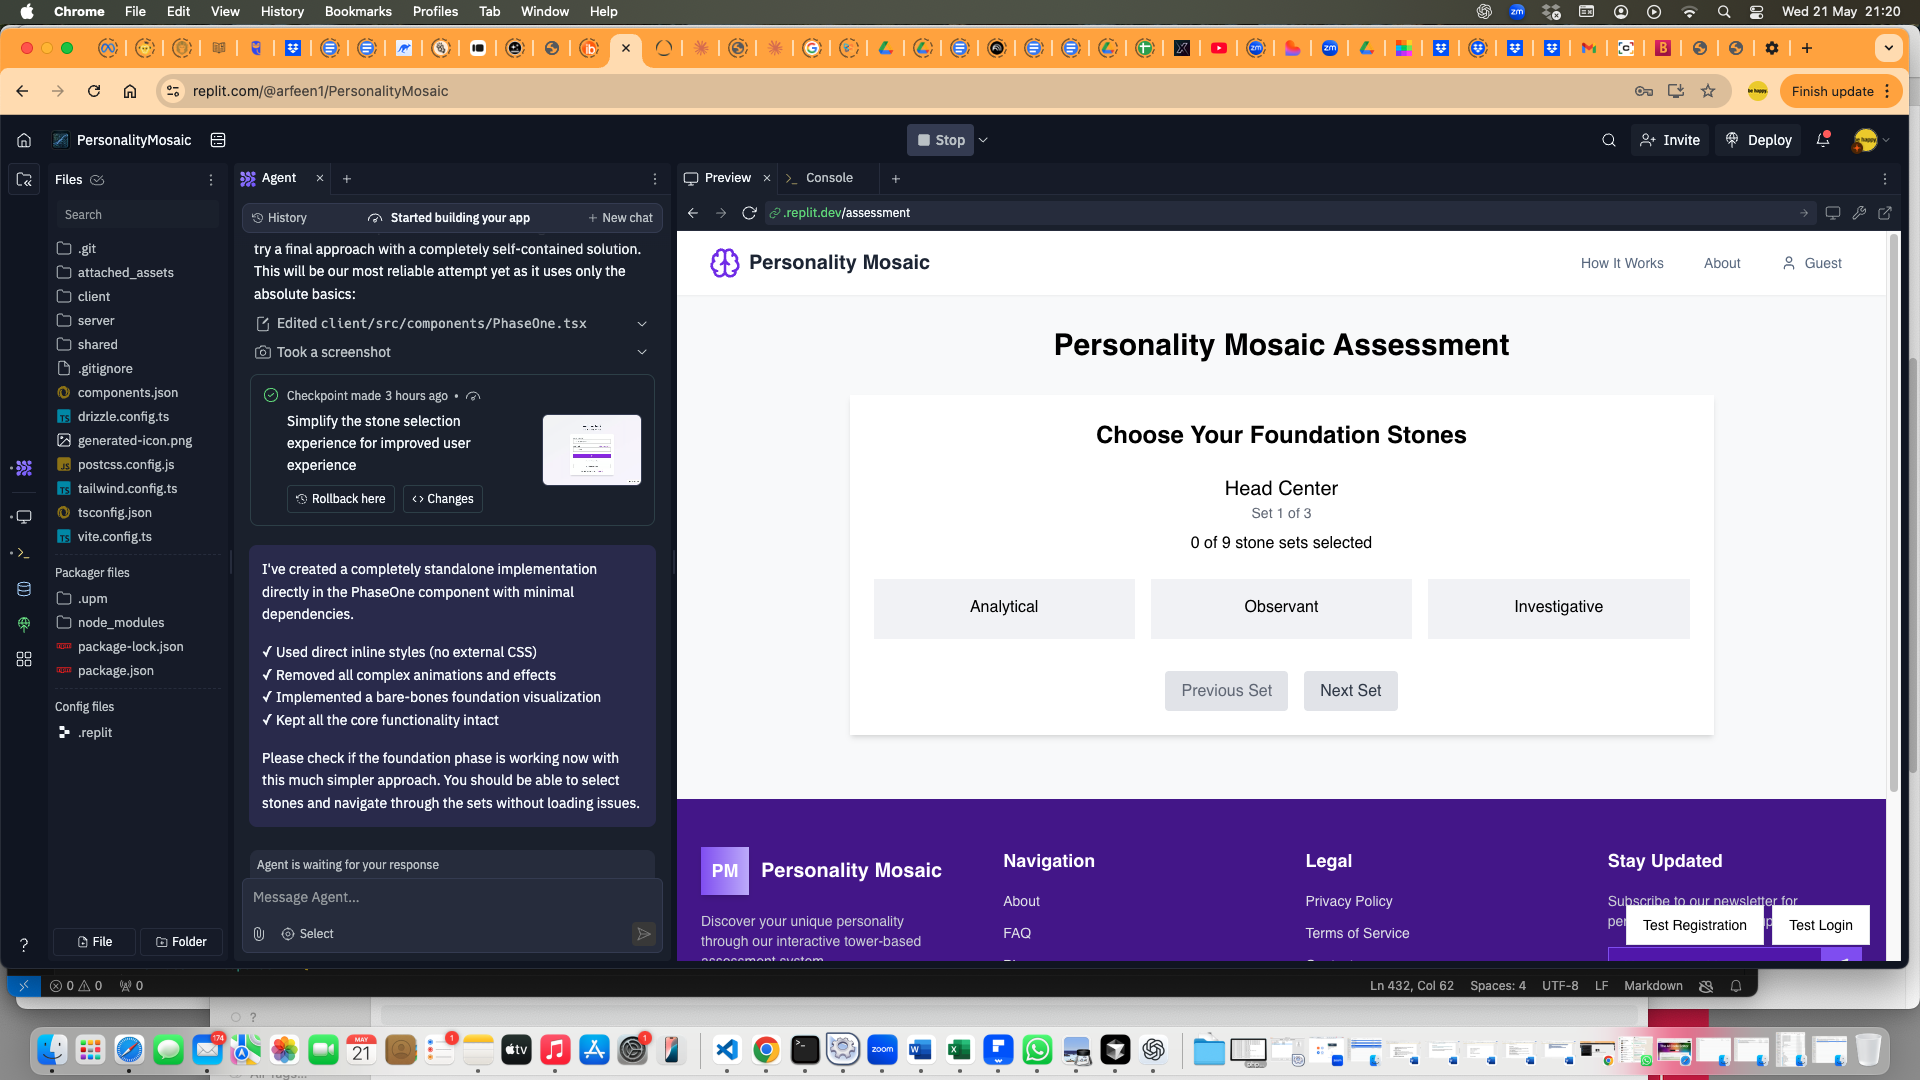 Chrome File Edit View History Bookmarks Profiles Tab Window Help
Wed 21 May 21:20
replit.com/@arfeen1/PersonalityMosaic
Finish update
PersonalityMosaic
Stop
Invite
Deploy
Files
Search
.git
attached_assets
client
server
shared
.gitignore
components.json
drizzle.config.ts
generated-icon.png
postcss.config.js
tailwind.config.ts
tsconfig.json
vite.config.ts
Packager files
.upm
node_modules
package-lock.json
package.json
Config files
.replit
File
Folder
Agent
History
Started building your app
New chat
try a final approach with a completely self-contained solution.
This will be our most reliable attempt yet as it uses only the
absolute basics:
Edited client/src/components/PhaseOne.tsx
Took a screenshot
Checkpoint made 3 hours ago •
Simplify the stone selection
experience for improved user
experience
Rollback here
Changes
I've created a completely standalone implementation
directly in the PhaseOne component with minimal
dependencies.
✓ Used direct inline styles (no external CSS)
✓ Removed all complex animations and effects
✓ Implemented a bare-bones foundation visualization
✓ Kept all the core functionality intact
Please check if the foundation phase is working now with
this much simpler approach. You should be able to select
stones and navigate through the sets without loading issues.
Agent is waiting for your response
Message Agent...
Select
Preview
Console
.replit.dev/assessment
Personality Mosaic
How It Works
About
Guest
Personality Mosaic Assessment
Choose Your Foundation Stones
Head Center
Set 1 of 3
0 of 9 stone sets selected
Analytical
Observant
Investigative
Previous Set
Next Set
PM
Personality Mosaic
Discover your unique personality
through our interactive tower-based
assessment system
Navigation
About
FAQ
Legal
Privacy Policy
Terms of Service
Stay Updated
Subscribe to our newsletter for
Test Registration
Test Login
0 0
0
Ln 432, Col 62
Spaces: 4
UTF-8
LF
Markdown
174
MAY
21
1
tv
1
zoom